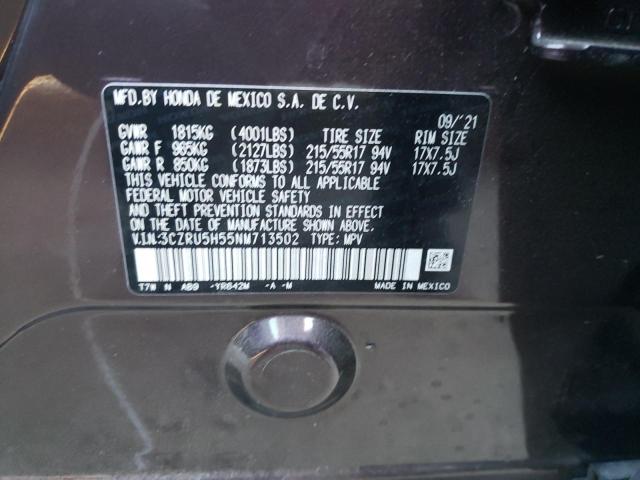 MFD.BY HONDA DE MEXICO S.A. DE C.V.
09/'21
GVWR 1815KG (4001LBS) TIRE SIZE RIM SIZE
GAWR F 965KG (2127LBS) 215/55R17 94V 17X7.5J
GAWR R 850KG (1873LBS) 215/55R17 94V 17X7.5J
THIS VEHICLE CONFORMS TO ALL APPLICABLE
FEDERAL MOTOR VEHICLE SAFETY
AND THEFT PREVENTION STANDARDS IN EFFECT
ON THE DATE OF MANUFACTURE SHOWN ABOVE.
V.I.N:3CZRU5H55NM713502 TYPE: MPV
T7W N AB9 -YR642M -A -M MADE IN MEXICO